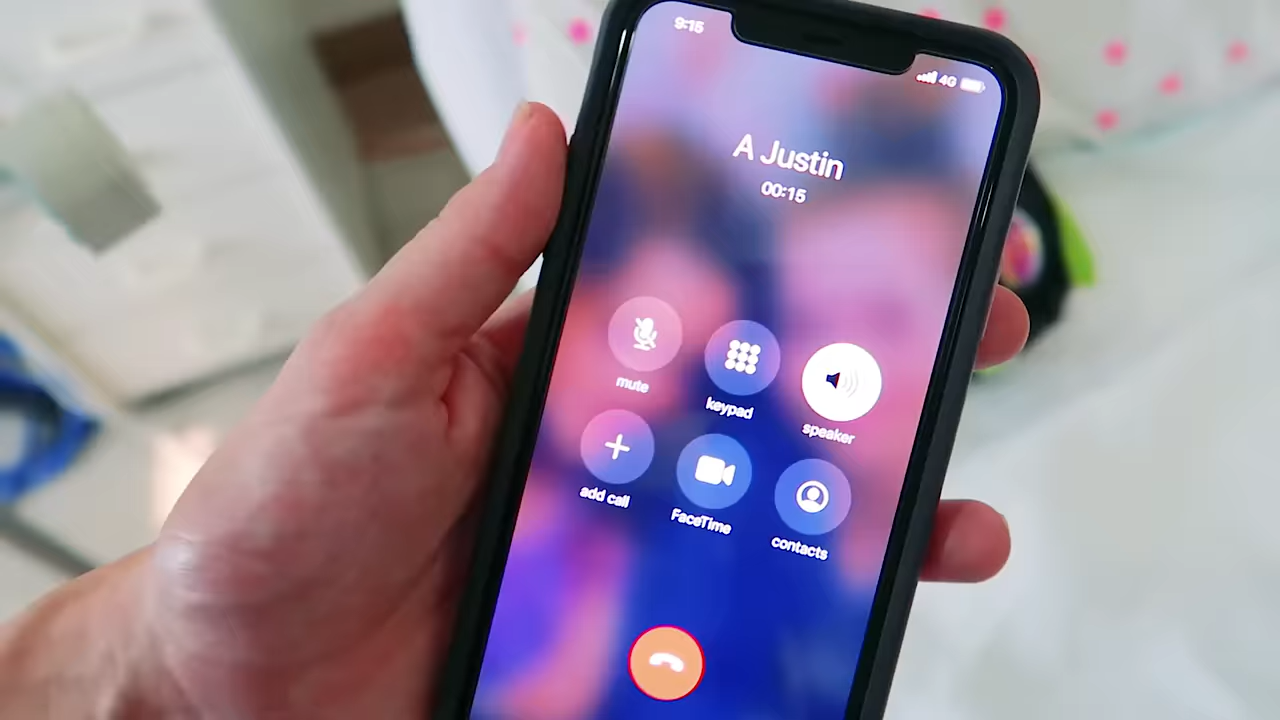 9:15
4G
A Justin
00:15
mute
keypad
speaker
add call
FaceTime
contacts